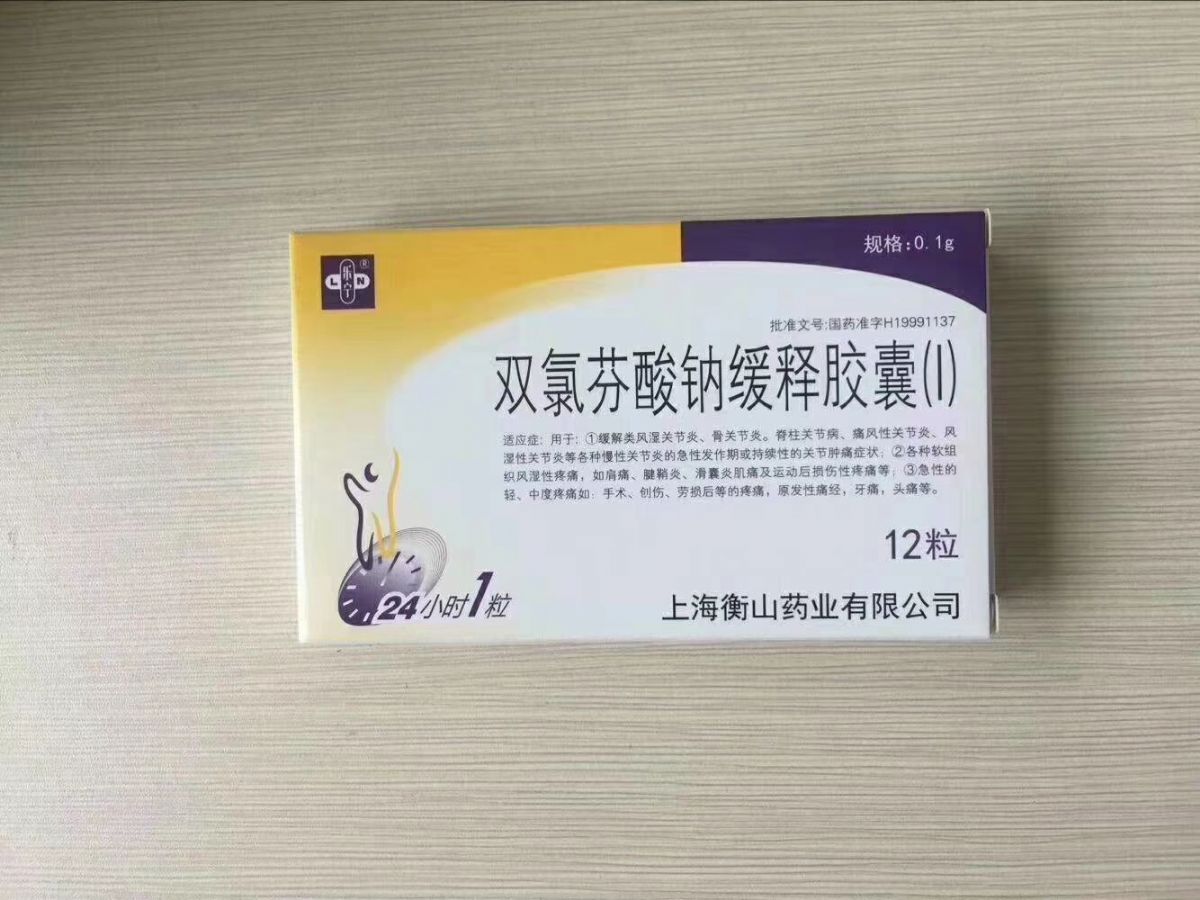 乐宁
L N ®
规格:0.1g
批准文号:国药准字H19991137
双氯芬酸钠缓释胶囊(Ⅰ)
适应症: 用于: ①缓解类风湿关节炎、骨关节炎。脊柱关节病、痛风性关节炎、风
湿性关节炎等各种慢性关节炎的急性发作期或持续性的关节肿痛症状; ②各种软组
织风湿性疼痛, 如肩痛、腱鞘炎、滑囊炎肌痛及运动后损伤性疼痛等; ③急性的
轻、中度疼痛如: 手术、创伤、劳损后等的疼痛, 原发性痛经, 牙痛, 头痛等。
12粒
24小时1粒
上海衡山药业有限公司